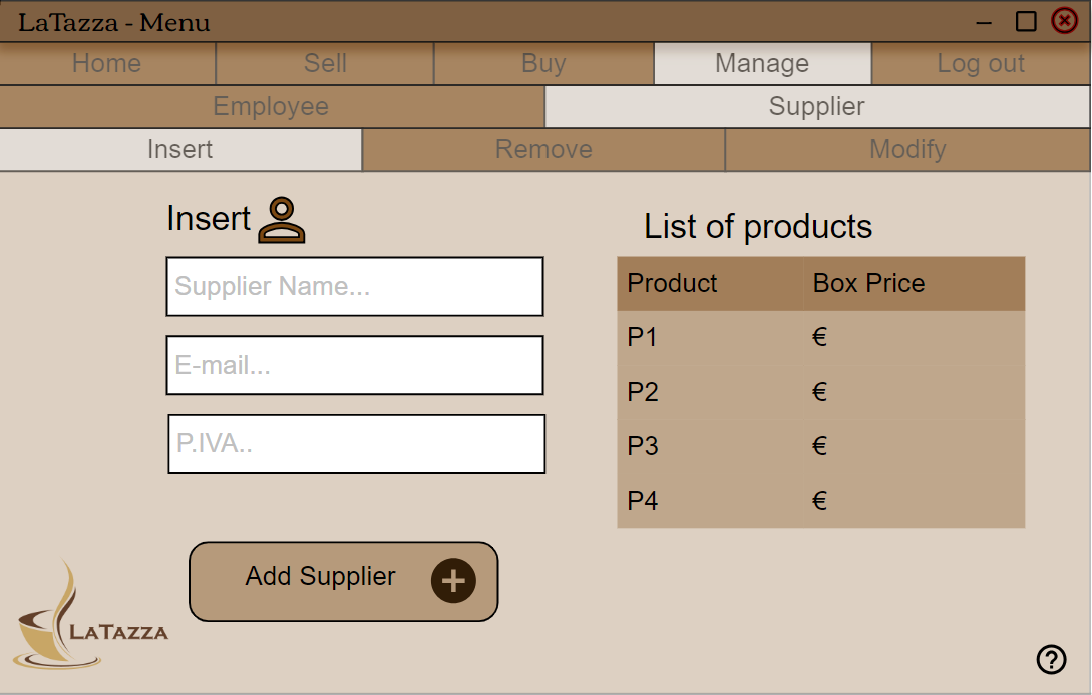 LaTazza - Menu
Home Sell Buy Manage Log out
Employee Supplier
Insert Remove Modify
Insert
Supplier Name...
E-mail...
P.IVA..
Add Supplier
List of products
Product Box Price
P1 €
P2 €
P3 €
P4 €
LaTazza
?